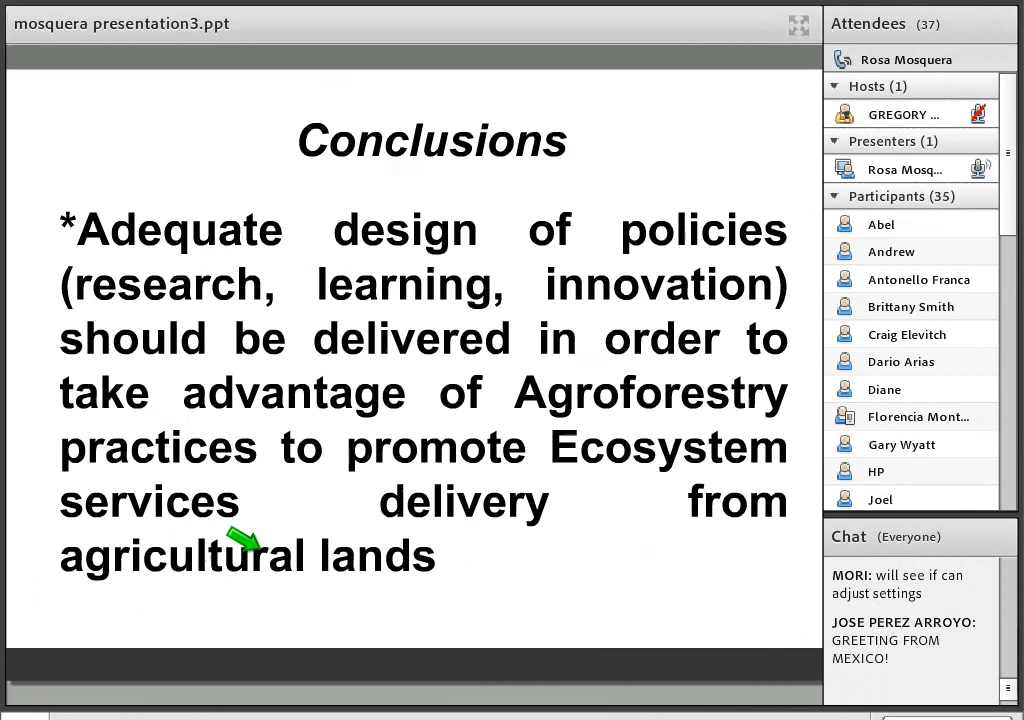 mosquera presentation3.ppt
Conclusions
*Adequate design of policies
(research, learning, innovation)
should be delivered in order to
take advantage of Agroforestry
practices to promote Ecosystem
services delivery from
agricultural lands
Attendees (37)
Rosa Mosquera
Hosts (1)
GREGORY ...
Presenters (1)
Rosa Mosq...
Participants (35)
Abel
Andrew
Antonello Franca
Brittany Smith
Craig Elevitch
Dario Arias
Diane
Florencia Mont...
Gary Wyatt
HP
Joel
Chat (Everyone)
MORI: will see if can
adjust settings
JOSE PEREZ ARROYO:
GREETING FROM
MEXICO!